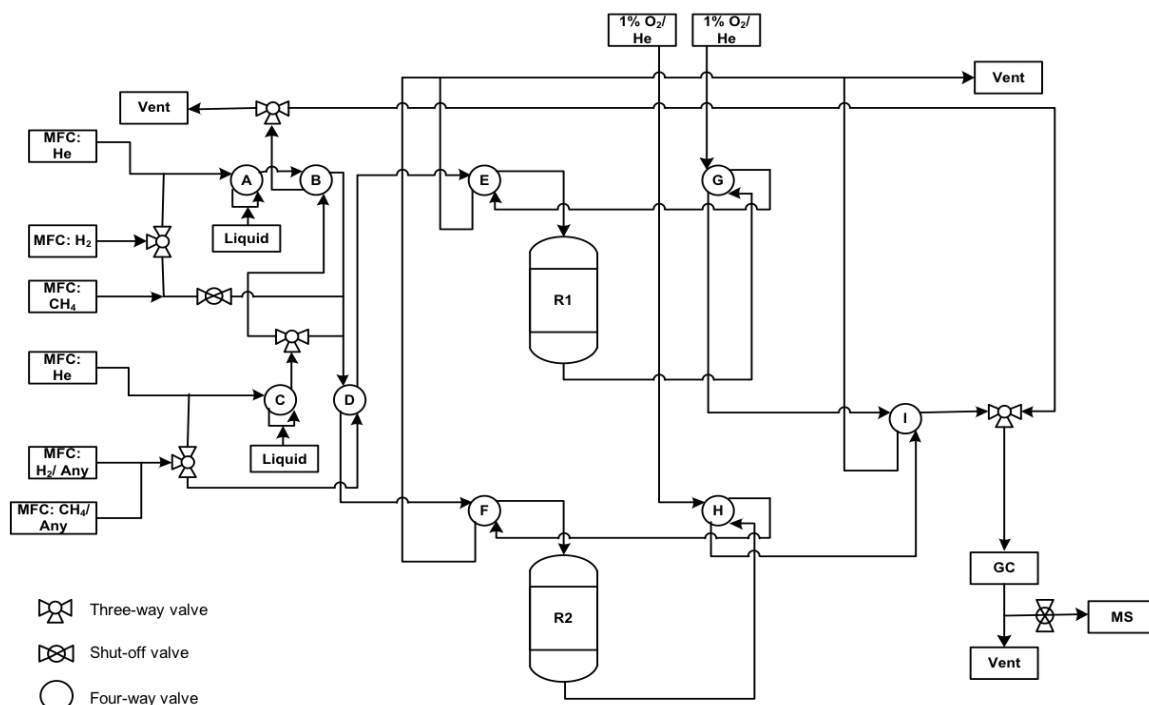 1% O₂/
He
1% O₂/
He
Vent
Vent
MFC:
He
A
B
E
G
MFC: H₂
Liquid
MFC:
CH₄
R1
MFC:
He
C
D
I
MFC:
H₂/ Any
Liquid
MFC: CH₄/
Any
F
H
GC
R2
MS
Vent
Three-way valve
Shut-off valve
Four-way valve